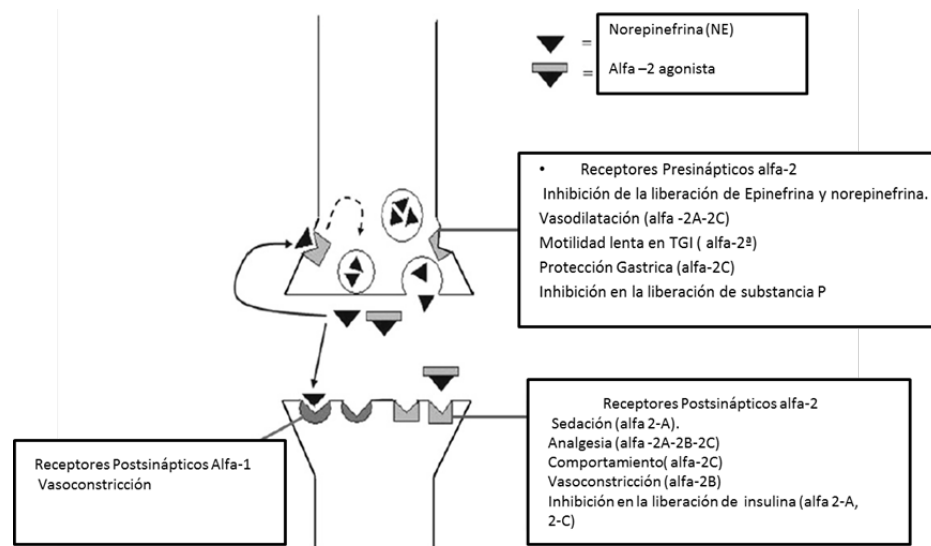 = Norepinefrina (NE)
= Alfa –2 agonista
• Receptores Presinápticos alfa-2
Inhibición de la liberación de Epinefrina y norepinefrina.
Vasodilatación (alfa -2A-2C)
Motilidad lenta en TGI ( alfa-2ª)
Protección Gastrica (alfa-2C)
Inhibición en la liberación de substancia P
Receptores Postsinápticos alfa-2
Sedación (alfa 2-A).
Analgesia (alfa -2A-2B-2C)
Comportamiento( alfa-2C)
Vasoconstricción (alfa-2B)
Inhibición en la liberación de insulina (alfa 2-A,
2-C)
Receptores Postsinápticos Alfa-1
Vasoconstricción